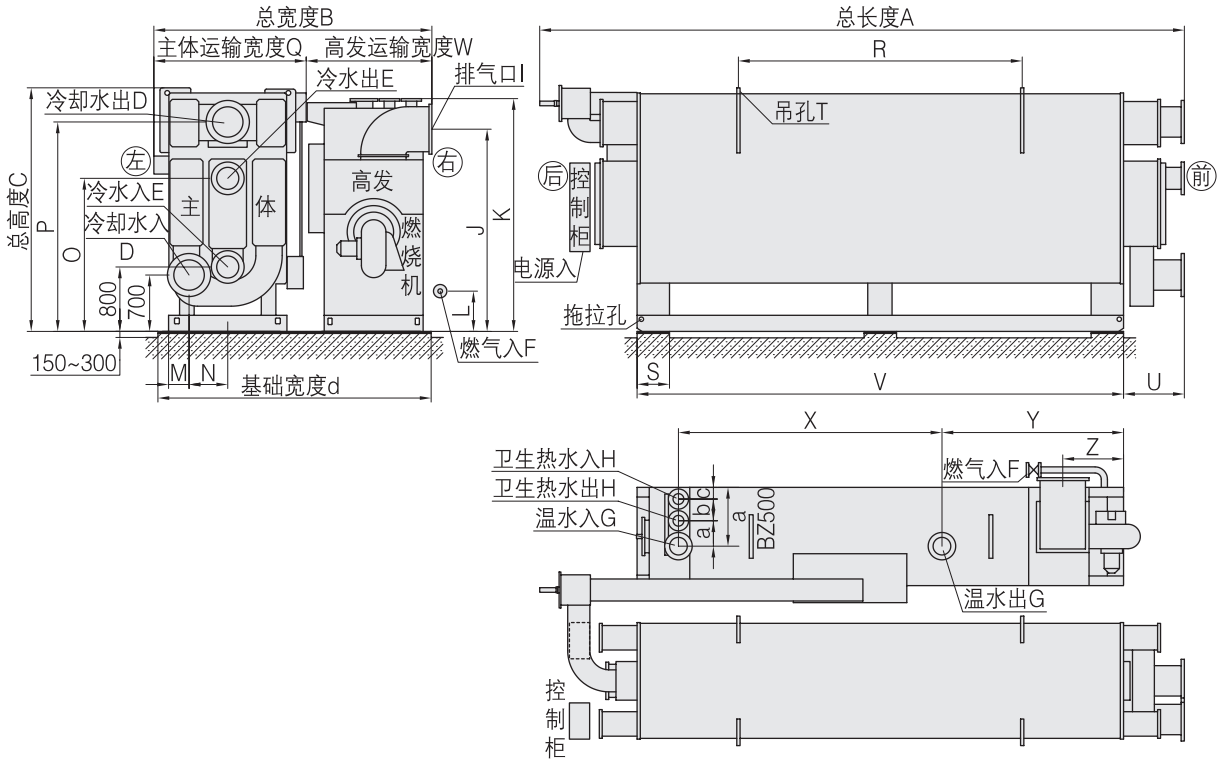 总宽度B
主体运输宽度Q
高发运输宽度W
冷水出E
排气口I
冷却水出D
左
右
冷水入E
主
体
高发
冷却水入
D
燃烧机
总高度C
P
O
800
700
J
K
L
150~300
M
N
燃气入F
基础宽度d
总长度A
R
吊孔T
后
前
控制柜
电源入
拖拉孔
S
V
U
X
Y
Z
卫生热水入H
卫生热水出H
温水入G
燃气入F
c
b
a
a
BZ500
温水出G
控制柜